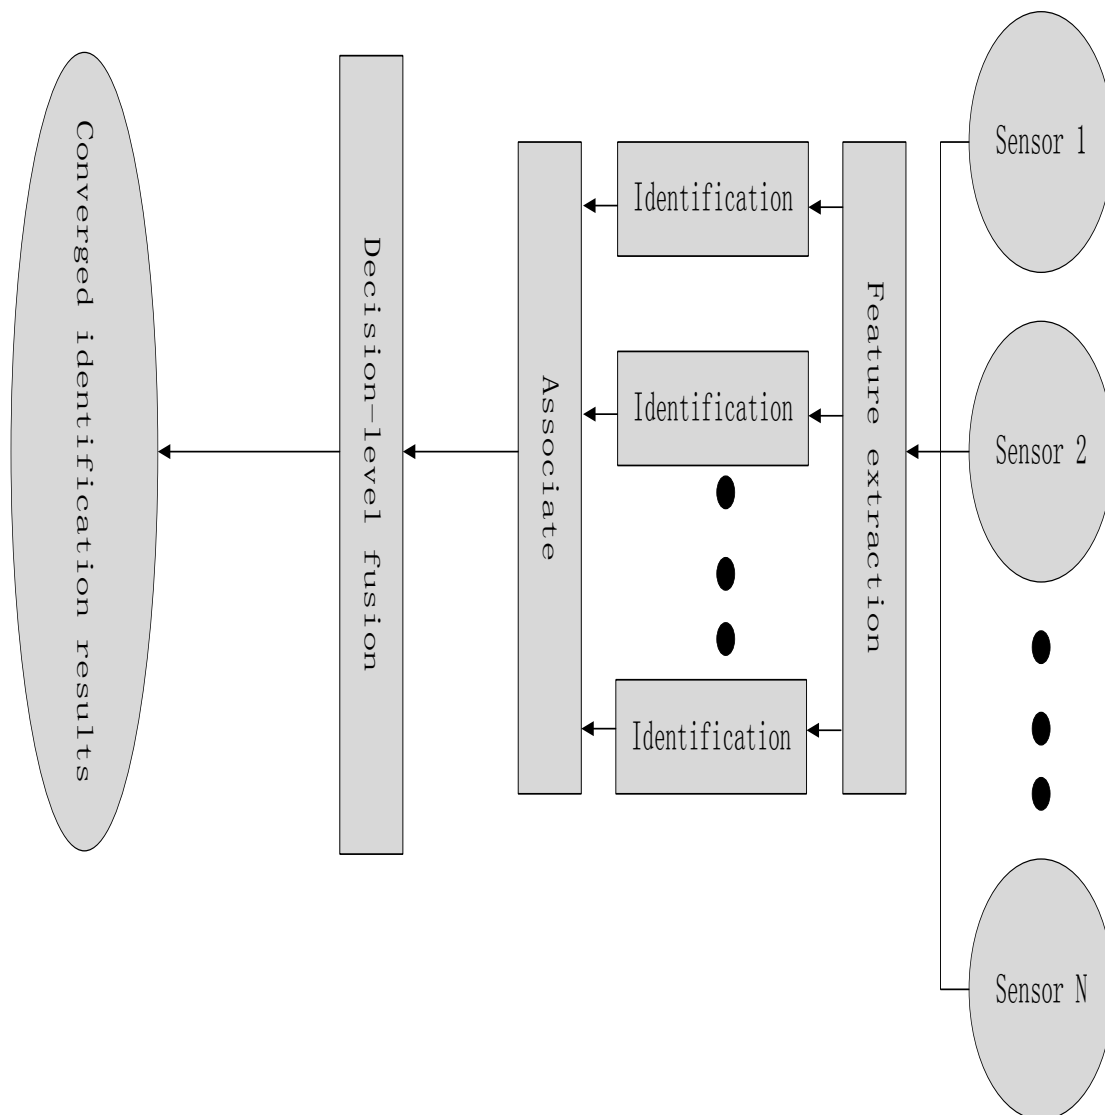 Sensor 1
Sensor 2
Sensor N
Feature extraction
Identification
Identification
Identification
Associate
Decision-level fusion
Converged identification results